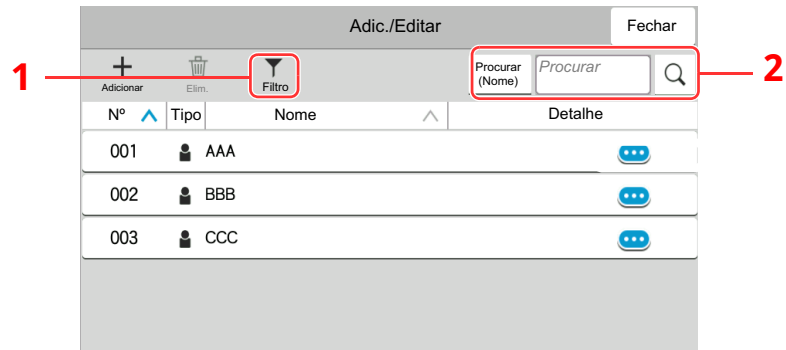 Adic./Editar
Fechar
1
Adicionar
Elim.
Filtro
Procurar
(Nome)
Procurar
2
Nº
Tipo
Nome
Detalhe
001 AAA
002 BBB
003 CCC